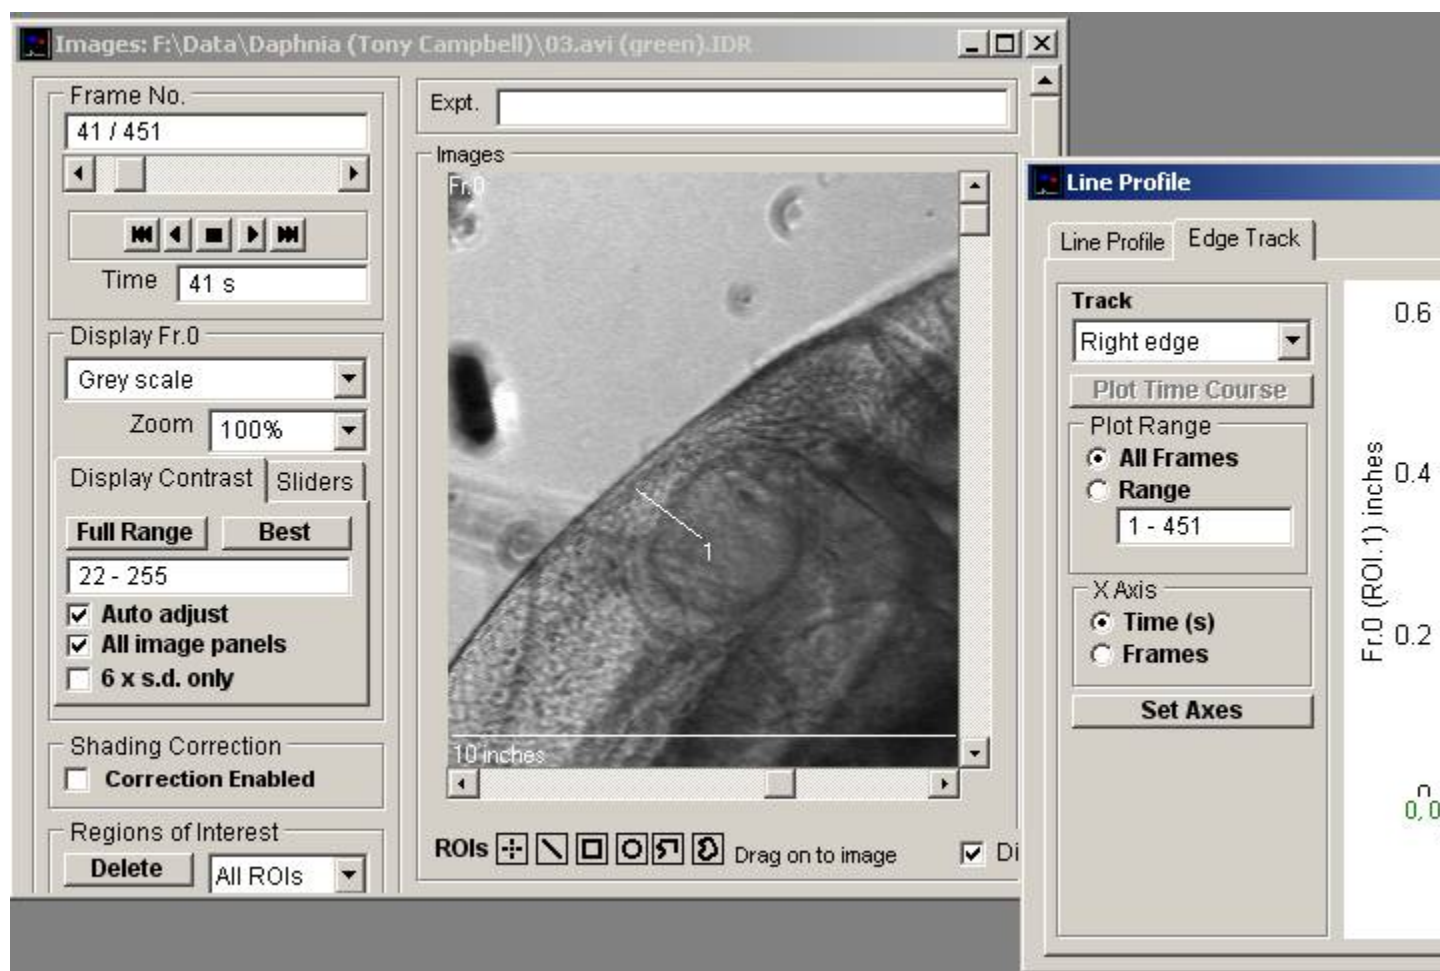 Images: F:\Data\Daphnia (Tony Campbell)\03.avi (green).IDR
Frame No.
41 / 451
Time 41 s
Display Fr.0
Grey scale
Zoom 100%
Display Contrast Sliders
Full Range Best
22 - 255
Auto adjust
All image panels
6 x s.d. only
Shading Correction
Correction Enabled
Regions of Interest
Delete All ROIs
Expt.
Images
Fr.0
1
10 inches
ROIs Drag on to image Di
Line Profile
Line Profile Edge Track
Track
Right edge
Plot Time Course
Plot Range
All Frames
Range
1 - 451
X Axis
Time (s)
Frames
Set Axes
0.6
0.4
0.2
Fr.0 (ROI.1) inches
0, 0